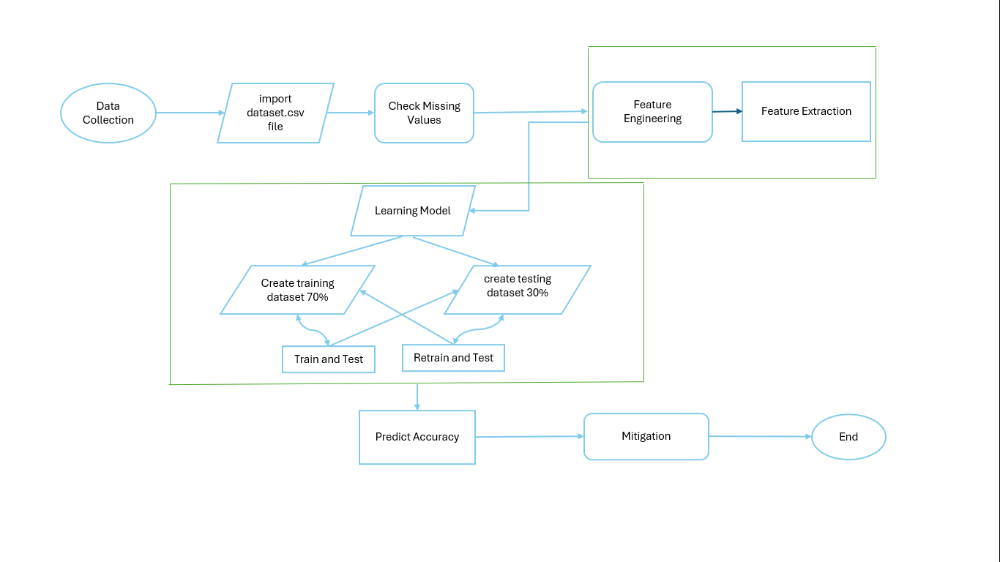 Data
Collection
import
dataset.csv
file
Check Missing
Values
Feature
Engineering
Feature Extraction
Learning Model
Create training
dataset 70%
create testing
dataset 30%
Train and Test
Retrain and Test
Predict Accuracy
Mitigation
End